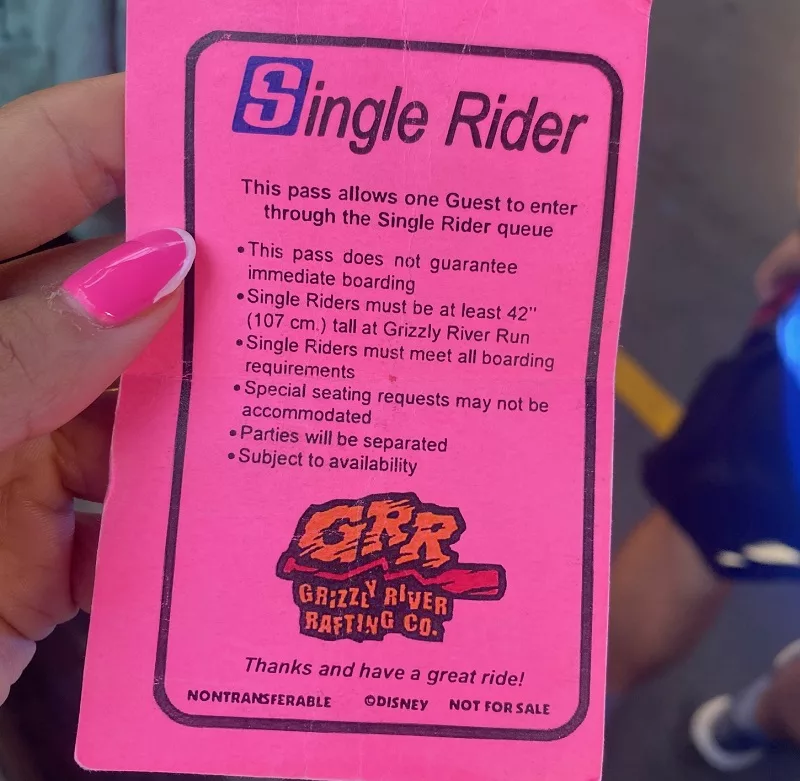 Single Rider
This pass allows one Guest to enter
through the Single Rider queue
•This pass does not guarantee
immediate boarding
•Single Riders must be at least 42"
(107 cm.) tall at Grizzly River Run
•Single Riders must meet all boarding
requirements
•Special seating requests may not be
accommodated
•Parties will be separated
•Subject to availability
GRR
GRIZZLY RIVER
RAFTING CO.
Thanks and have a great ride!
NONTRANSFERABLE ©DISNEY NOT FOR SALE